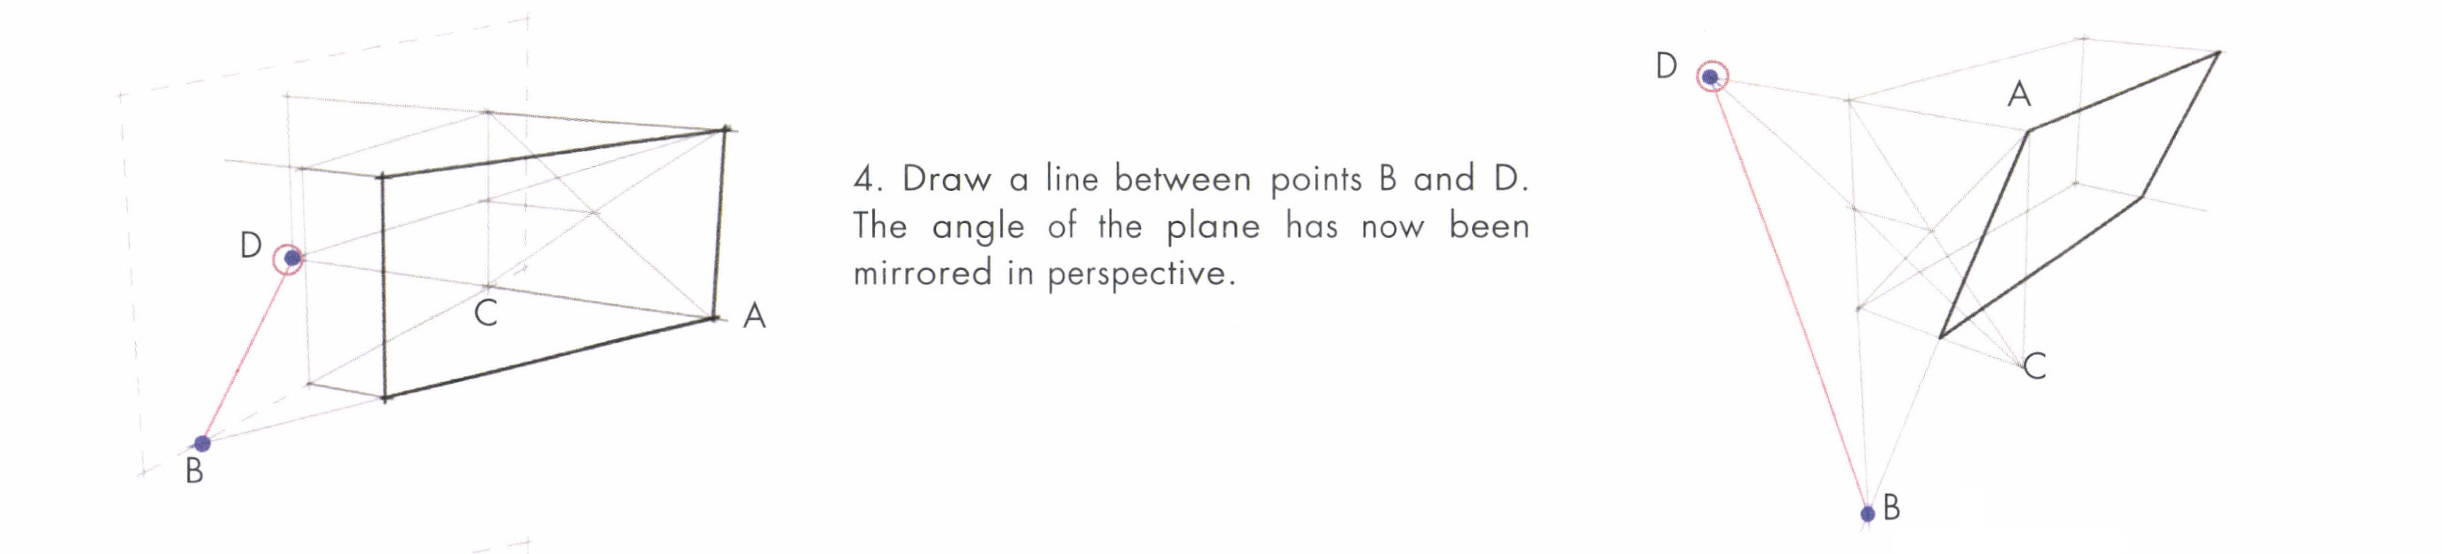 D
C
A
B
4. Draw a line between points B and D.
The angle of the plane has now been
mirrored in perspective.
D
A
C
B